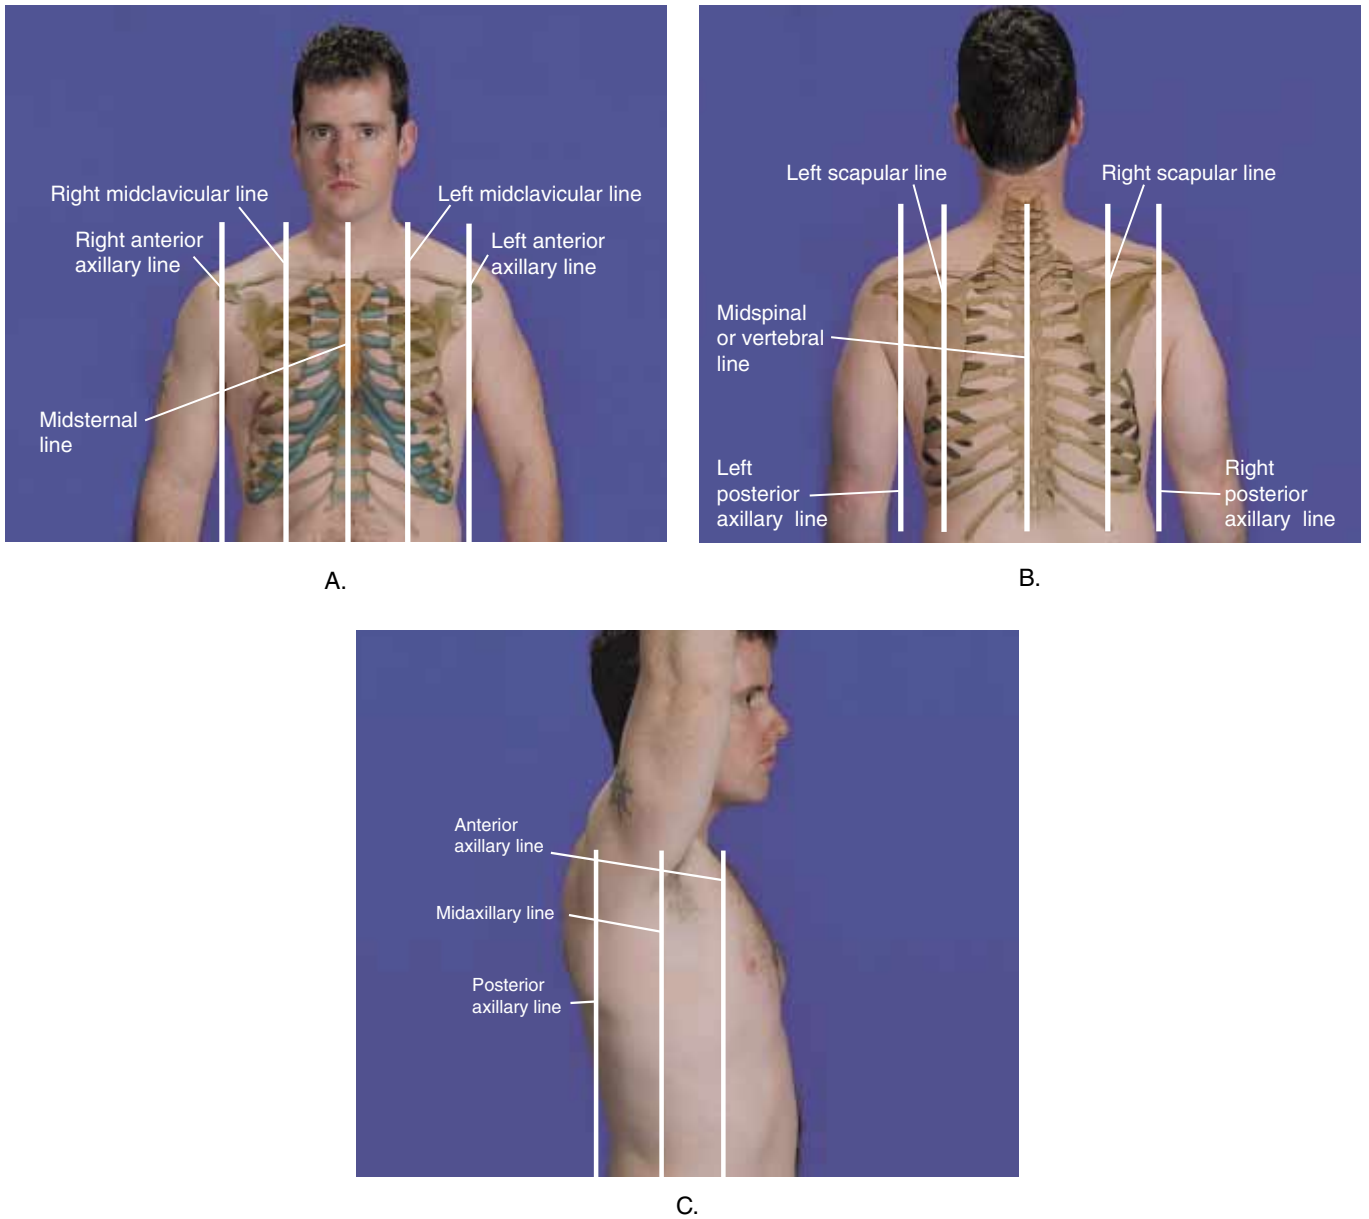 Right midclavicular line
Left midclavicular line
Right anterior
axillary line
Left anterior
axillary line
Midsternal
line
A.
Left scapular line
Right scapular line
Midspinal
or vertebral
line
Left
posterior
axillary line
Right
posterior
axillary line
B.
Anterior
axillary line
Midaxillary line
Posterior
axillary line
C.